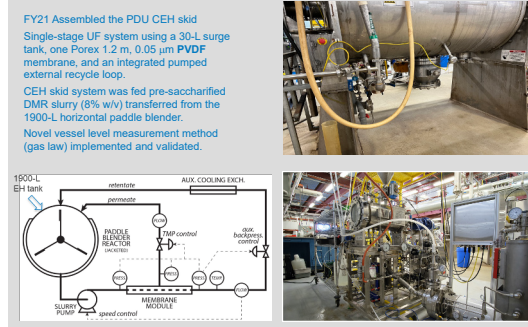 FY21 Assembled the PDU CEH skid
Single-stage UF system using a 30-L surge
tank, one Porex 1.2 m, 0.05 μm PVDF
membrane, and an integrated pumped
external recycle loop.
CEH skid system was fed pre-saccharified
DMR slurry (8% w/v) transferred from the
1900-L horizontal paddle blender.
Novel vessel level measurement method
(gas law) implemented and validated.
1900-L
EH tank
retentate
AUX. COOLING EXCH.
permeate
FLOW
PADDLE
BLENDER
REACTOR
(JACKETED)
TMP control
aux.
backpress.
control
PRESS
PRESS
PRESS
TEMP
FLOW
MEMBRANE
MODULE
SLURRY
PUMP
speed control